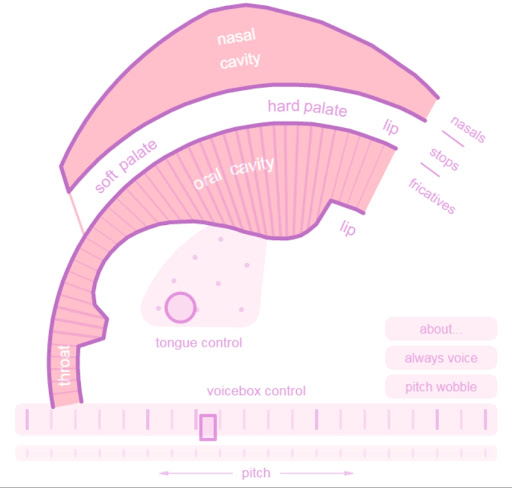 nasal
cavity
hard palate
lip
nasals
soft palate
stops
oral cavity
fricatives
lip
about...
tongue control
always voice
throat
pitch wobble
voicebox control
pitch